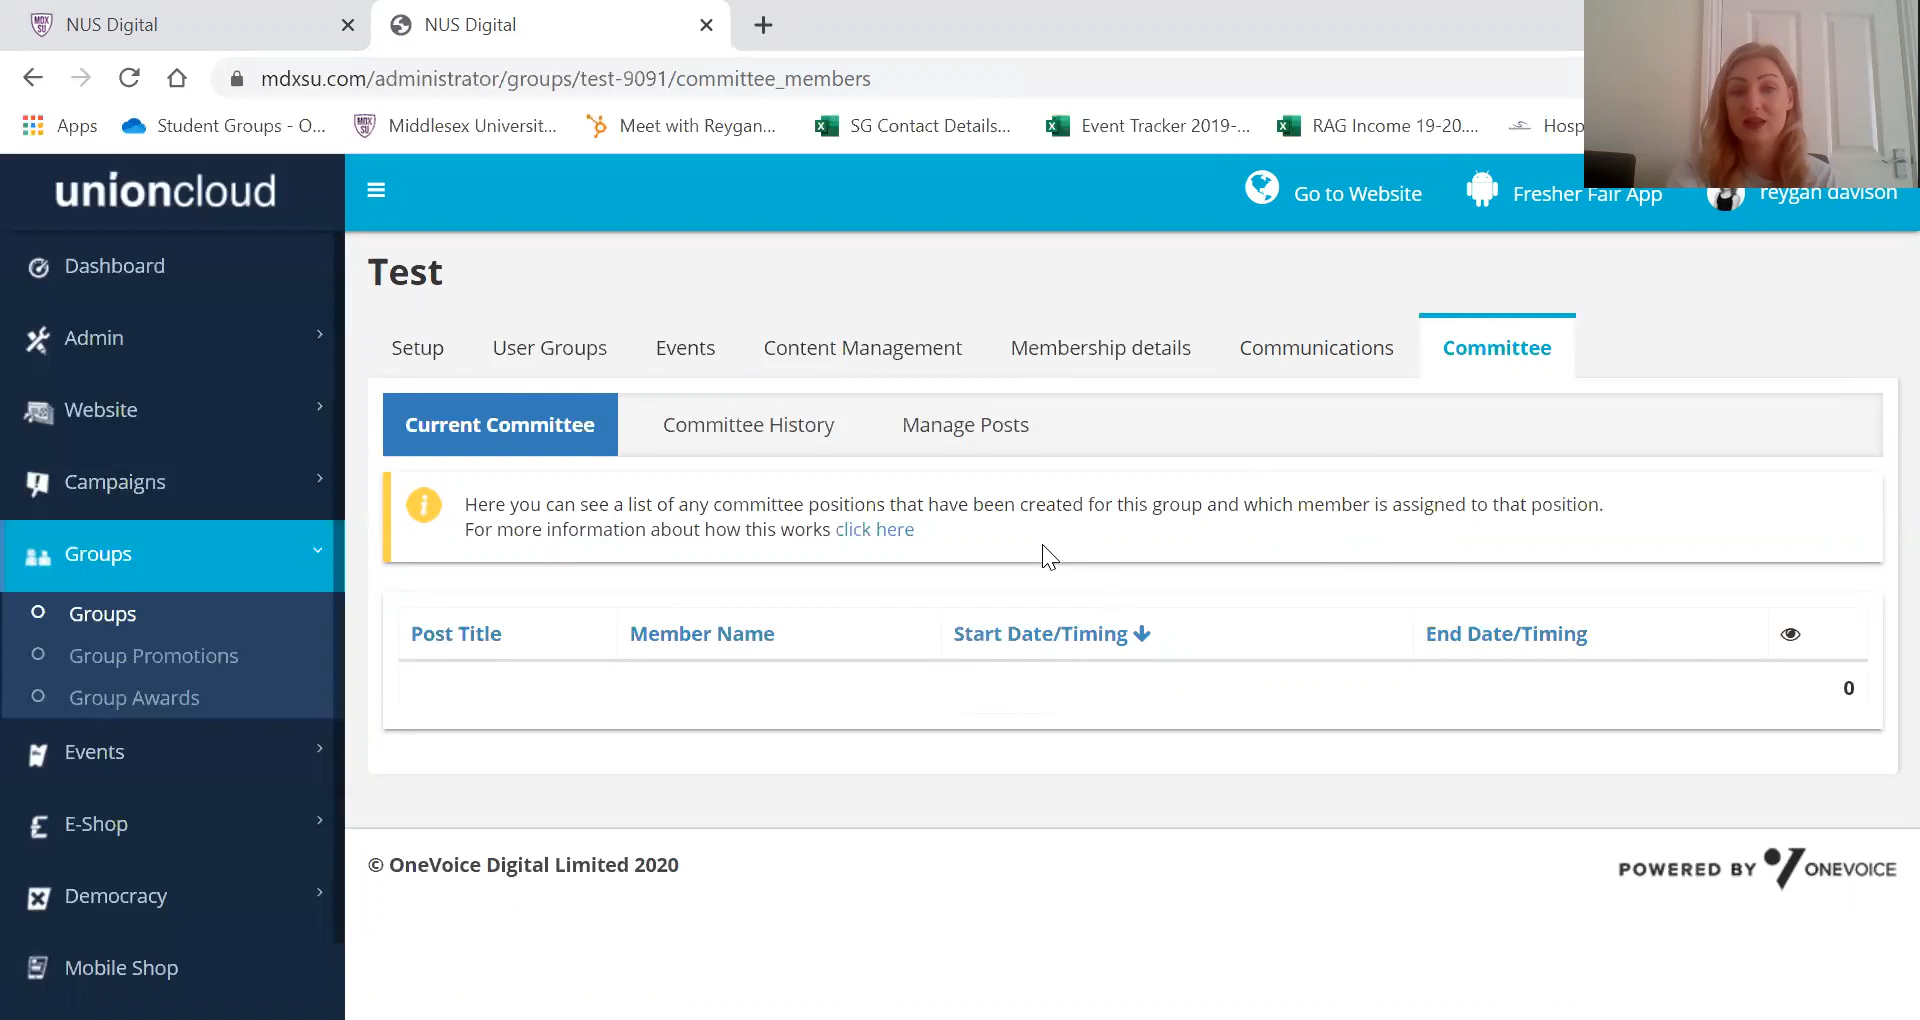 NUS Digital
NUS Digital
mdxsu.com/administrator/groups/test-9091/committee_members
Apps
Student Groups - O...
Middlesex Universit...
Meet with Reygan...
SG Contact Details...
Event Tracker 2019-...
RAG Income 19-20....
Hosp
unioncloud
Go to Website
Fresher Fair App
reygan davison
Dashboard
Admin
Website
Campaigns
Groups
Groups
Group Promotions
Group Awards
Events
E-Shop
Democracy
Mobile Shop
Test
Setup
User Groups
Events
Content Management
Membership details
Communications
Committee
Current Committee
Committee History
Manage Posts
Here you can see a list of any committee positions that have been created for this group and which member is assigned to that position.
For more information about how this works click here
Post Title
Member Name
Start Date/Timing
End Date/Timing
0
© OneVoice Digital Limited 2020
POWERED BY ONEVOICE